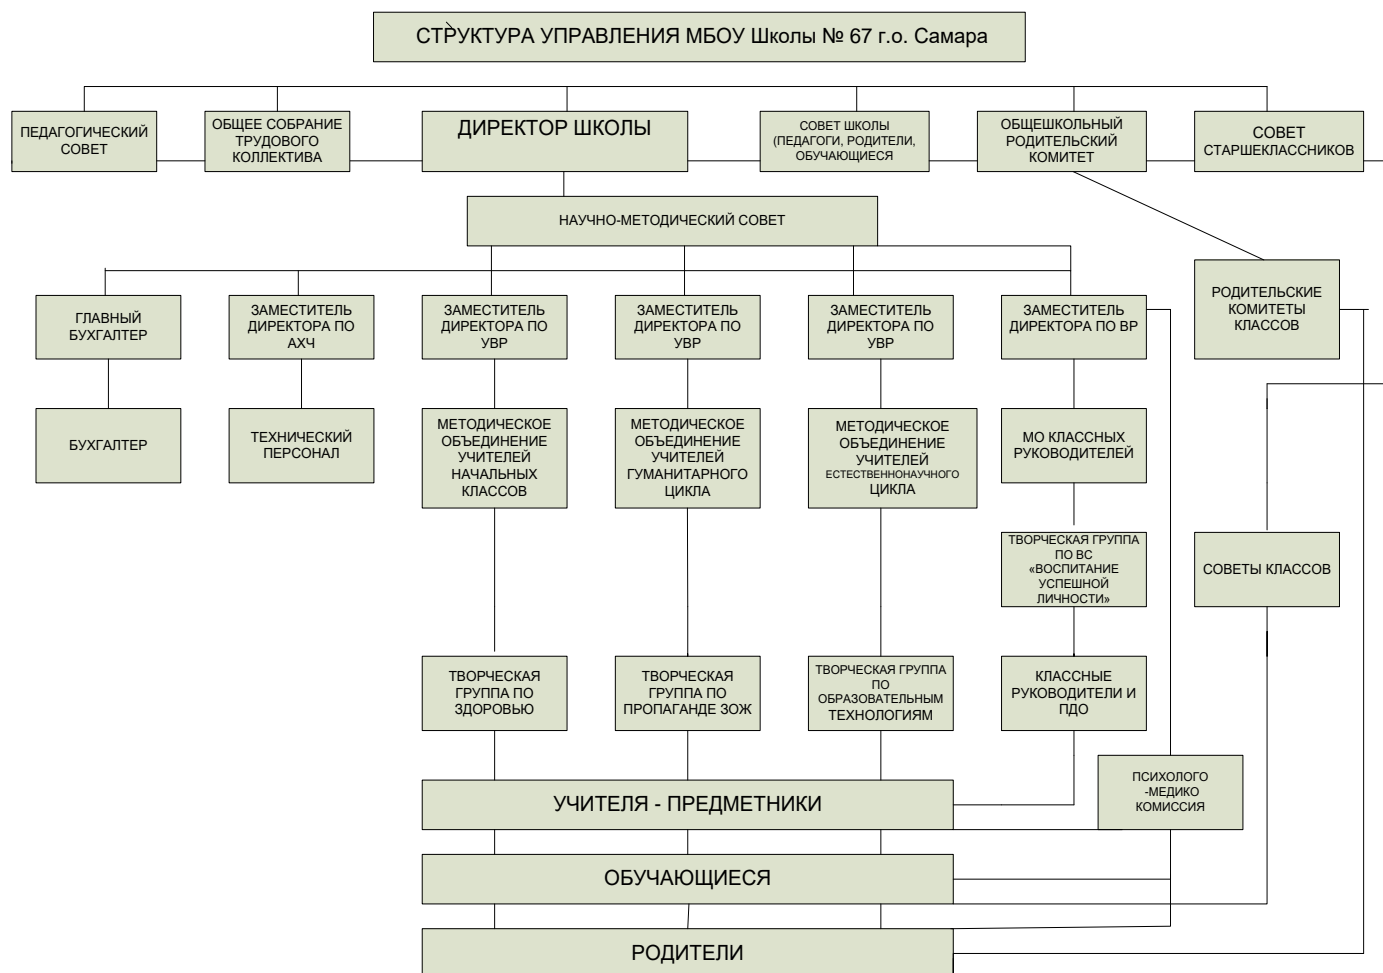 СТРУКТУРА УПРАВЛЕНИЯ МБОУ Школы № 67 г.о. Самара
ПЕДАГОГИЧЕСКИЙ
СОВЕТ
ОБЩЕЕ СОБРАНИЕ
ТРУДОВОГО
КОЛЛЕКТИВА
ДИРЕКТОР ШКОЛЫ
СОВЕТ ШКОЛЫ
(ПЕДАГОГИ, РОДИТЕЛИ,
ОБУЧАЮЩИЕСЯ
ОБЩЕШКОЛЬНЫЙ
РОДИТЕЛЬСКИЙ
КОМИТЕТ
СОВЕТ
СТАРШЕКЛАССНИКОВ
НАУЧНО-МЕТОДИЧЕСКИЙ СОВЕТ
ГЛАВНЫЙ
БУХГАЛТЕР
ЗАМЕСТИТЕЛЬ
ДИРЕКТОРА ПО
АХЧ
ЗАМЕСТИТЕЛЬ
ДИРЕКТОРА ПО
УВР
ЗАМЕСТИТЕЛЬ
ДИРЕКТОРА ПО
УВР
ЗАМЕСТИТЕЛЬ
ДИРЕКТОРА ПО
УВР
ЗАМЕСТИТЕЛЬ
ДИРЕКТОРА ПО ВР
РОДИТЕЛЬСКИЕ
КОМИТЕТЫ
КЛАССОВ
БУХГАЛТЕР
ТЕХНИЧЕСКИЙ
ПЕРСОНАЛ
МЕТОДИЧЕСКОЕ
ОБЪЕДИНЕНИЕ
УЧИТЕЛЕЙ
НАЧАЛЬНЫХ
КЛАССОВ
МЕТОДИЧЕСКОЕ
ОБЪЕДИНЕНИЕ
УЧИТЕЛЕЙ
ГУМАНИТАРНОГО
ЦИКЛА
МЕТОДИЧЕСКОЕ
ОБЪЕДИНЕНИЕ
УЧИТЕЛЕЙ
ЕСТЕСТВЕННОНАУЧНОГО
ЦИКЛА
МО КЛАССНЫХ
РУКОВОДИТЕЛЕЙ
ТВОРЧЕСКАЯ ГРУППА
ПО ВС
«ВОСПИТАНИЕ
УСПЕШНОЙ
ЛИЧНОСТИ»
СОВЕТЫ КЛАССОВ
ТВОРЧЕСКАЯ
ГРУППА ПО
ЗДОРОВЬЮ
ТВОРЧЕСКАЯ
ГРУППА ПО
ПРОПАГАНДЕ ЗОЖ
ТВОРЧЕСКАЯ ГРУППА
ПО
ОБРАЗОВАТЕЛЬНЫМ
ТЕХНОЛОГИЯМ
КЛАССНЫЕ
РУКОВОДИТЕЛИ И
ПДО
ПСИХОЛОГО
-МЕДИКО
КОМИССИЯ
УЧИТЕЛЯ - ПРЕДМЕТНИКИ
ОБУЧАЮЩИЕСЯ
РОДИТЕЛИ